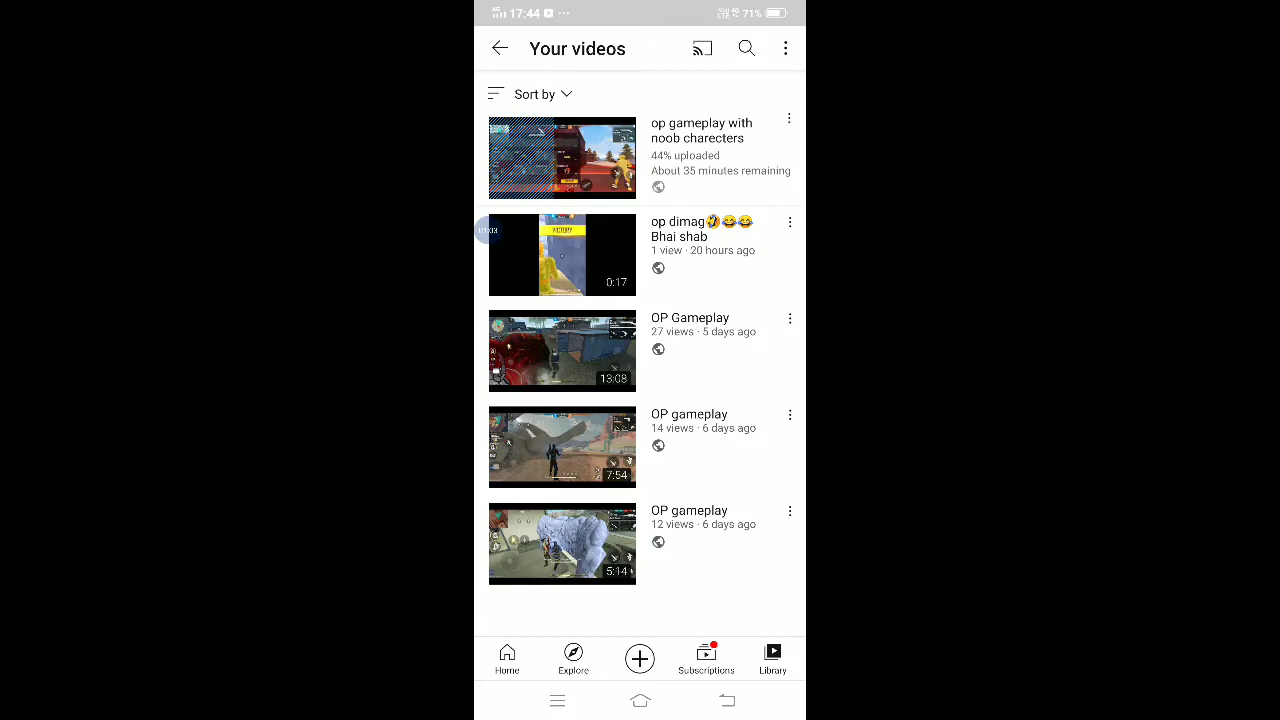 17:44
71%
Your videos
Sort by
op gameplay with
noob charecters
44% uploaded
About 35 minutes remaining
op dimag🤣😂😂
Bhai shab
1 view · 20 hours ago
01:03
VICTORY
0:17
OP Gameplay
27 views · 5 days ago
13:08
OP gameplay
14 views · 6 days ago
7:54
OP gameplay
12 views · 6 days ago
5:14
Home
Explore
Subscriptions
Library